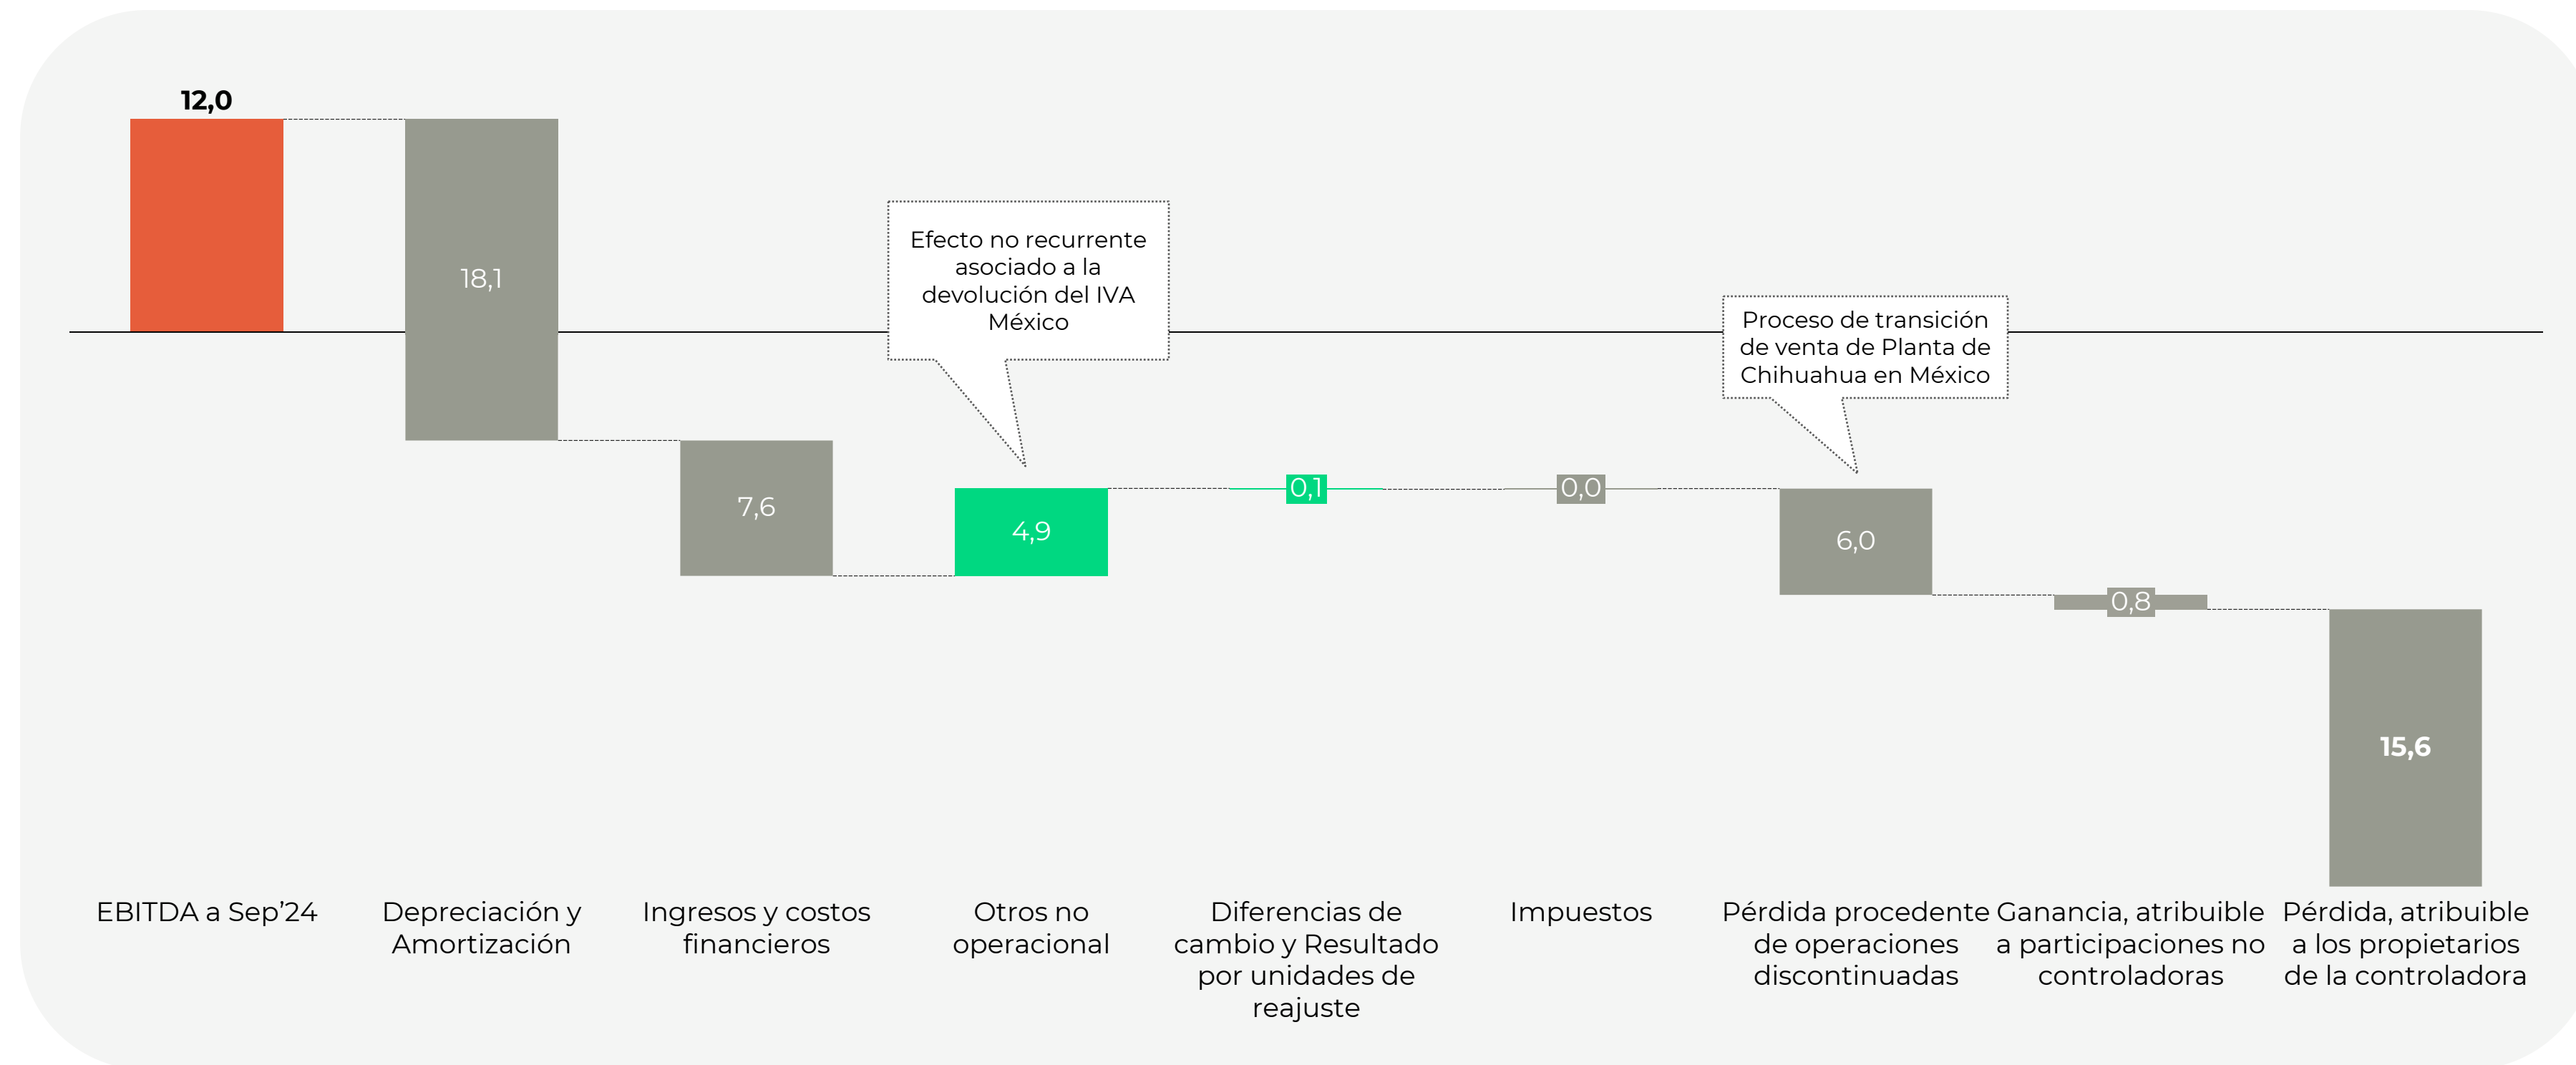 12,0
18,1
Efecto no recurrente
asociado a la
devolución del IVA
México
Proceso de transición
de venta de Planta de
Chihuahua en México
7,6
4,9
0,1
0,0
6,0
0,8
15,6
EBITDA a Sep’24
Depreciación y
Amortización
Ingresos y costos
financieros
Otros no
operacional
Diferencias de
cambio y Resultado
por unidades de
reajuste
Impuestos
Pérdida procedente
de operaciones
discontinuadas
Ganancia, atribuible
a participaciones no
controladoras
Pérdida, atribuible
a los propietarios
de la controladora